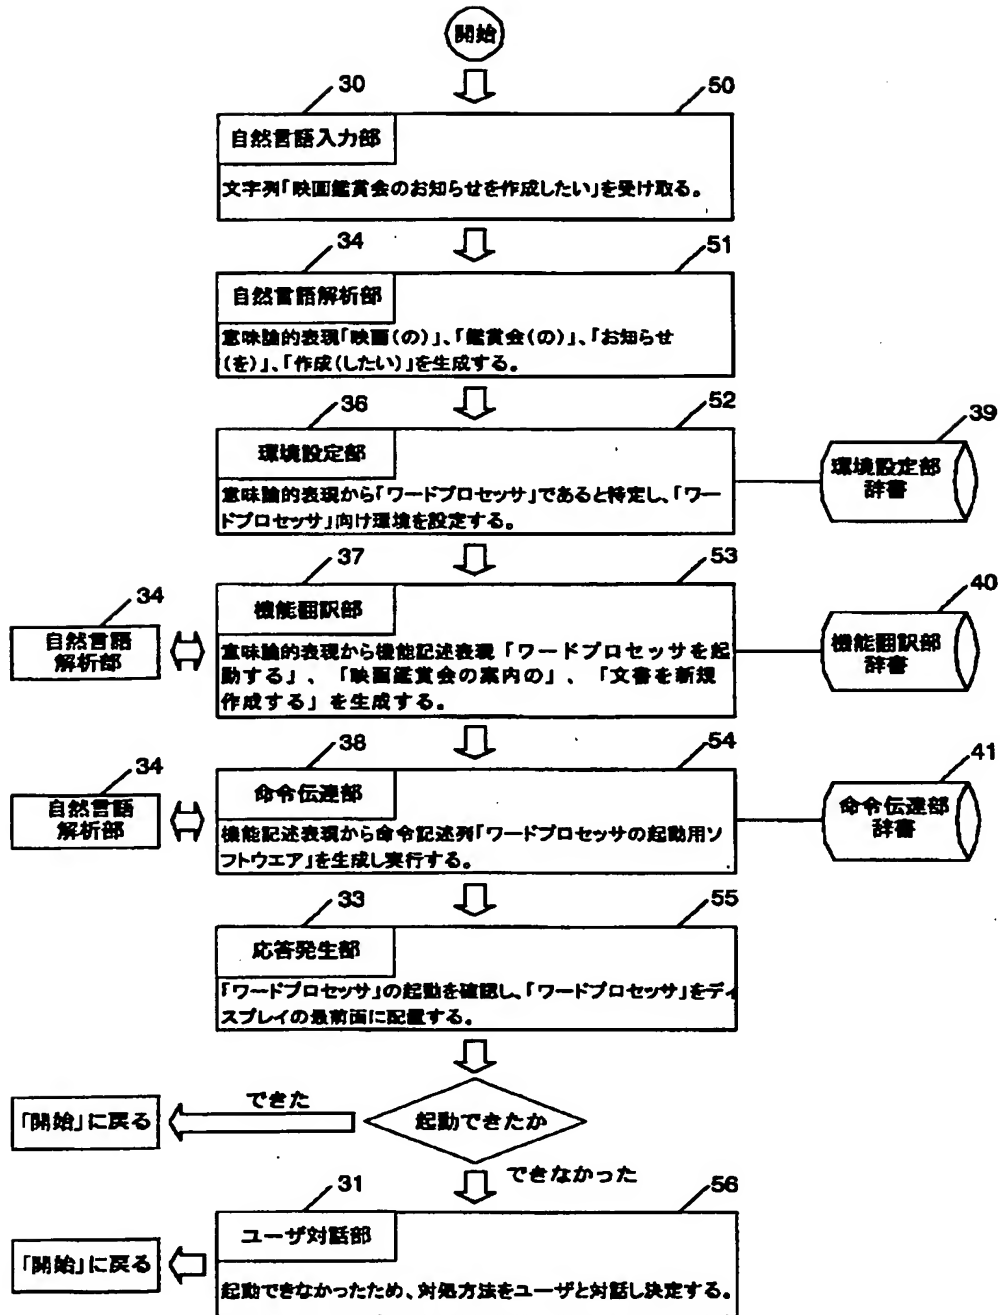 開始
30
50
自然言語入力部
文字列「映画鑑賞会のお知らせを作成したい」を受け取る。
34
51
自然言語解析部
意味論的表現「映画(の)」、「鑑賞会(の)」、「お知らせ
(を)」、「作成(したい)」を生成する。
36
52
39
環境設定部
意味論的表現から「ワードプロセッサ」であると特定し、「ワー
ドプロセッサ」向け環境を設定する。
環境設定部
辞書
37
53
34
40
機能翻訳部
自然言語
解析部
意味論的表現から機能記述表現「ワードプロセッサを起
動する」、「映画鑑賞会の案内の」、「文書を新規
作成する」を生成する。
機能翻訳部
辞書
38
54
34
41
命令伝達部
自然言語
解析部
機能記述表現から命令記述列「ワードプロセッサの起動用ソ
フトウエア」を生成し実行する。
命令伝達部
辞書
33
55
応答発生部
「ワードプロセッサ」の起動を確認し、「ワードプロセッサ」をディ
スプレイの最前面に配置する。
「開始」に戻る
できた
起動できたか
できなかった
31
56
ユーザ対話部
「開始」に戻る
起動できなかったため、対処方法をユーザと対話し決定する。